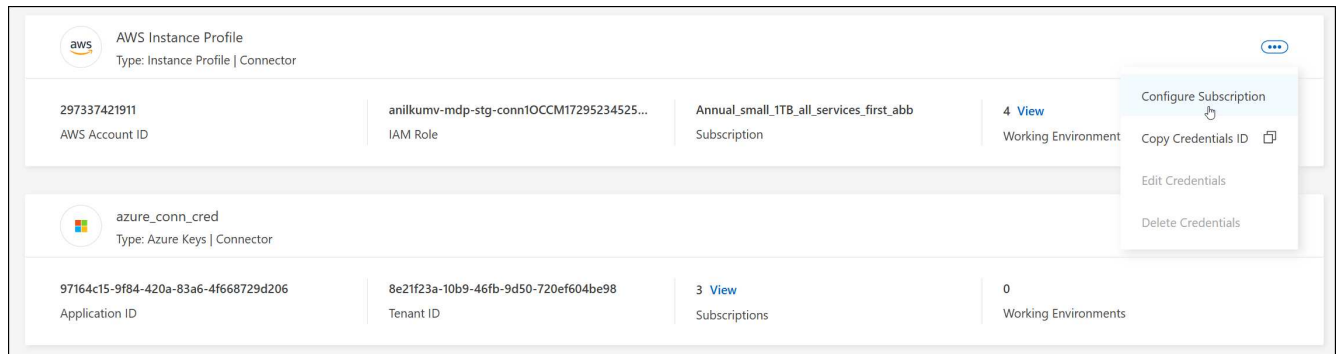 aws
AWS Instance Profile
Type: Instance Profile | Connector
297337421911
AWS Account ID
anilkumv-mdp-stg-conn1OCCM17295234525...
IAM Role
Annual_small_1TB_all_services_first_abb
Subscription
4 View
Working Environment
Configure Subscription
Copy Credentials ID
Edit Credentials
Delete Credentials
azure_conn_cred
Type: Azure Keys | Connector
97164c15-9f84-420a-83a6-4f668729d206
Application ID
8e21f23a-10b9-46fb-9d50-720ef604be98
Tenant ID
3 View
Subscriptions
0
Working Environments